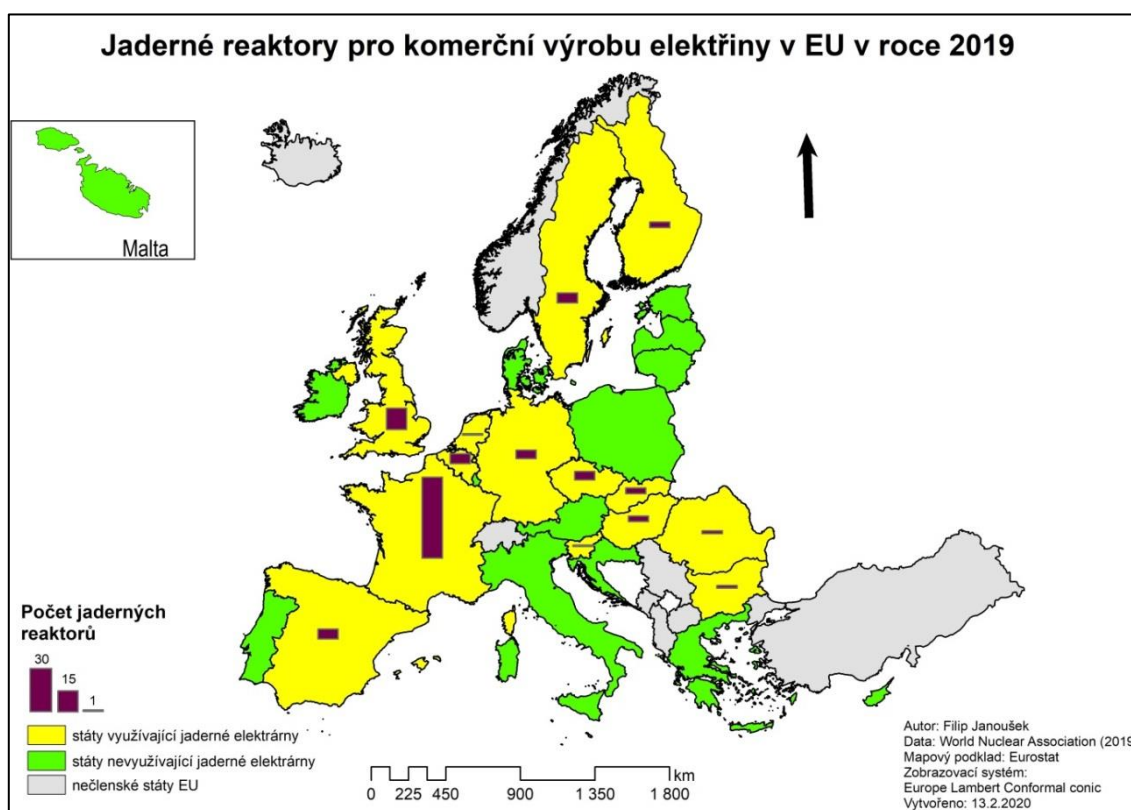 Jaderné reaktory pro komerční výrobu elektřiny v EU v roce 2019
Malta
Počet jaderných
reaktorů
30
15
1
státy využívající jaderné elektrárny
státy nevyužívající jaderné elektrárny
nečlenské státy EU
km
0 225 450 900 1 350 1 800
Autor: Filip Janoušek
Data: World Nuclear Association (2019
Mapový podklad: Eurostat
Zobrazovací systém:
Europe Lambert Conformal conic
Vytvořeno: 13.2.2020